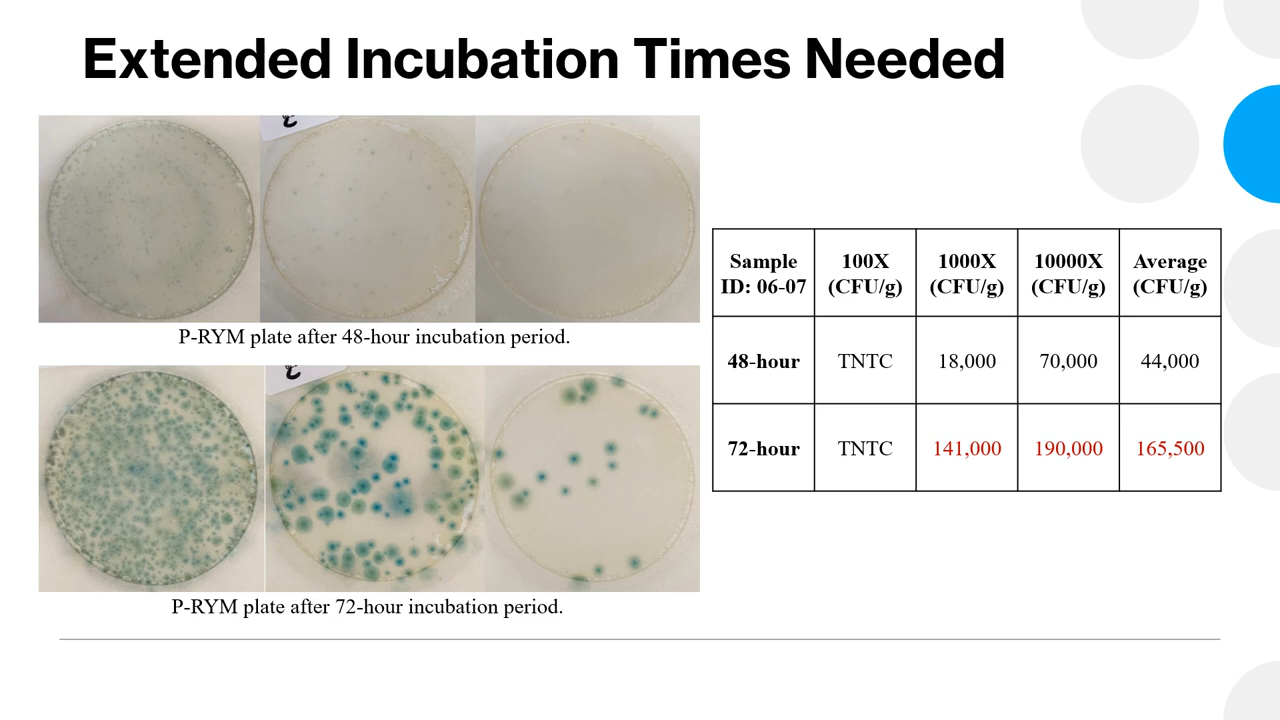 Extended Incubation Times Needed
P-RYM plate after 48-hour incubation period.
P-RYM plate after 72-hour incubation period.
Sample ID: 06-07 100X (CFU/g) 1000X (CFU/g) 10000X (CFU/g) Average (CFU/g)
48-hour TNTC 18,000 70,000 44,000
72-hour TNTC 141,000 190,000 165,500